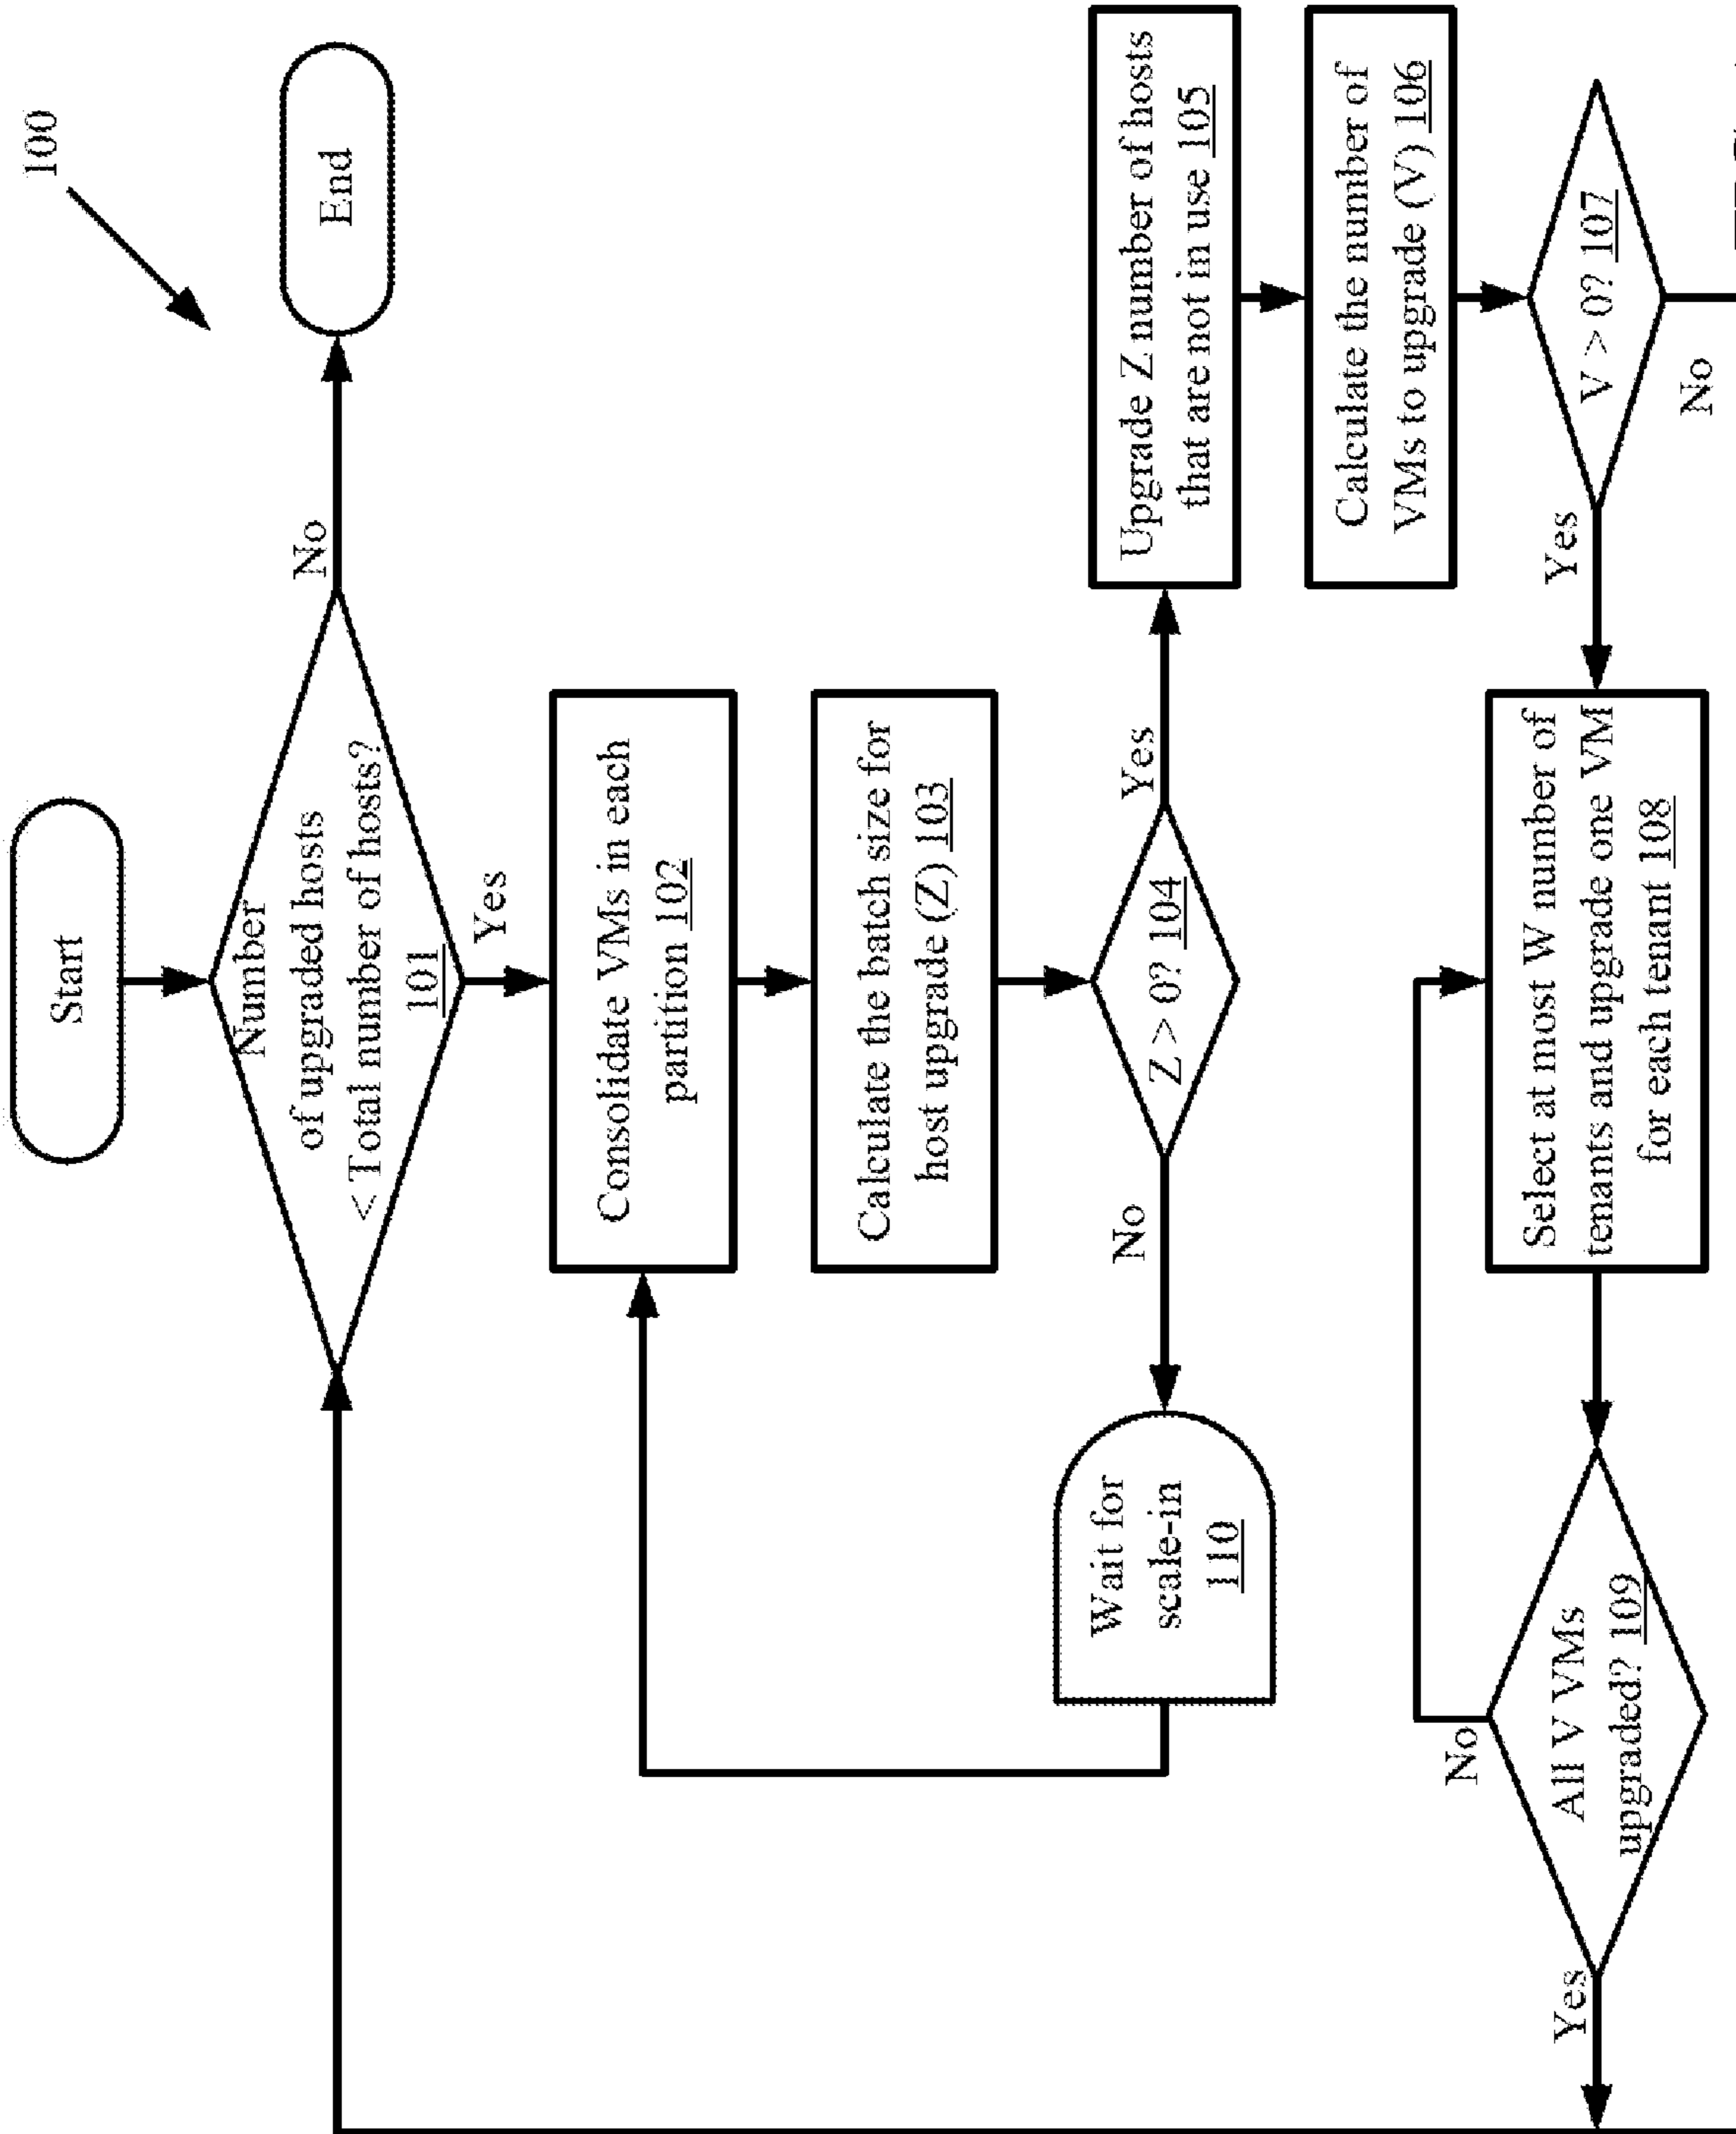 100
Start
Number
of upgraded hosts
< Total number of hosts?
101
No
End
Yes
Consolidate VMs in each
partition 102
Calculate the batch size for
host upgrade (Z) 103
Z > 0? 104
No
Yes
Wait for
scale-in
110
Upgrade Z number of hosts
that are not in use 105
Calculate the number of
VMs to upgrade (V) 106
V > 0? 107
Yes
No
Select at most W number of
tenants and upgrade one VM
for each tenant 108
All V VMs
upgraded? 109
No
Yes